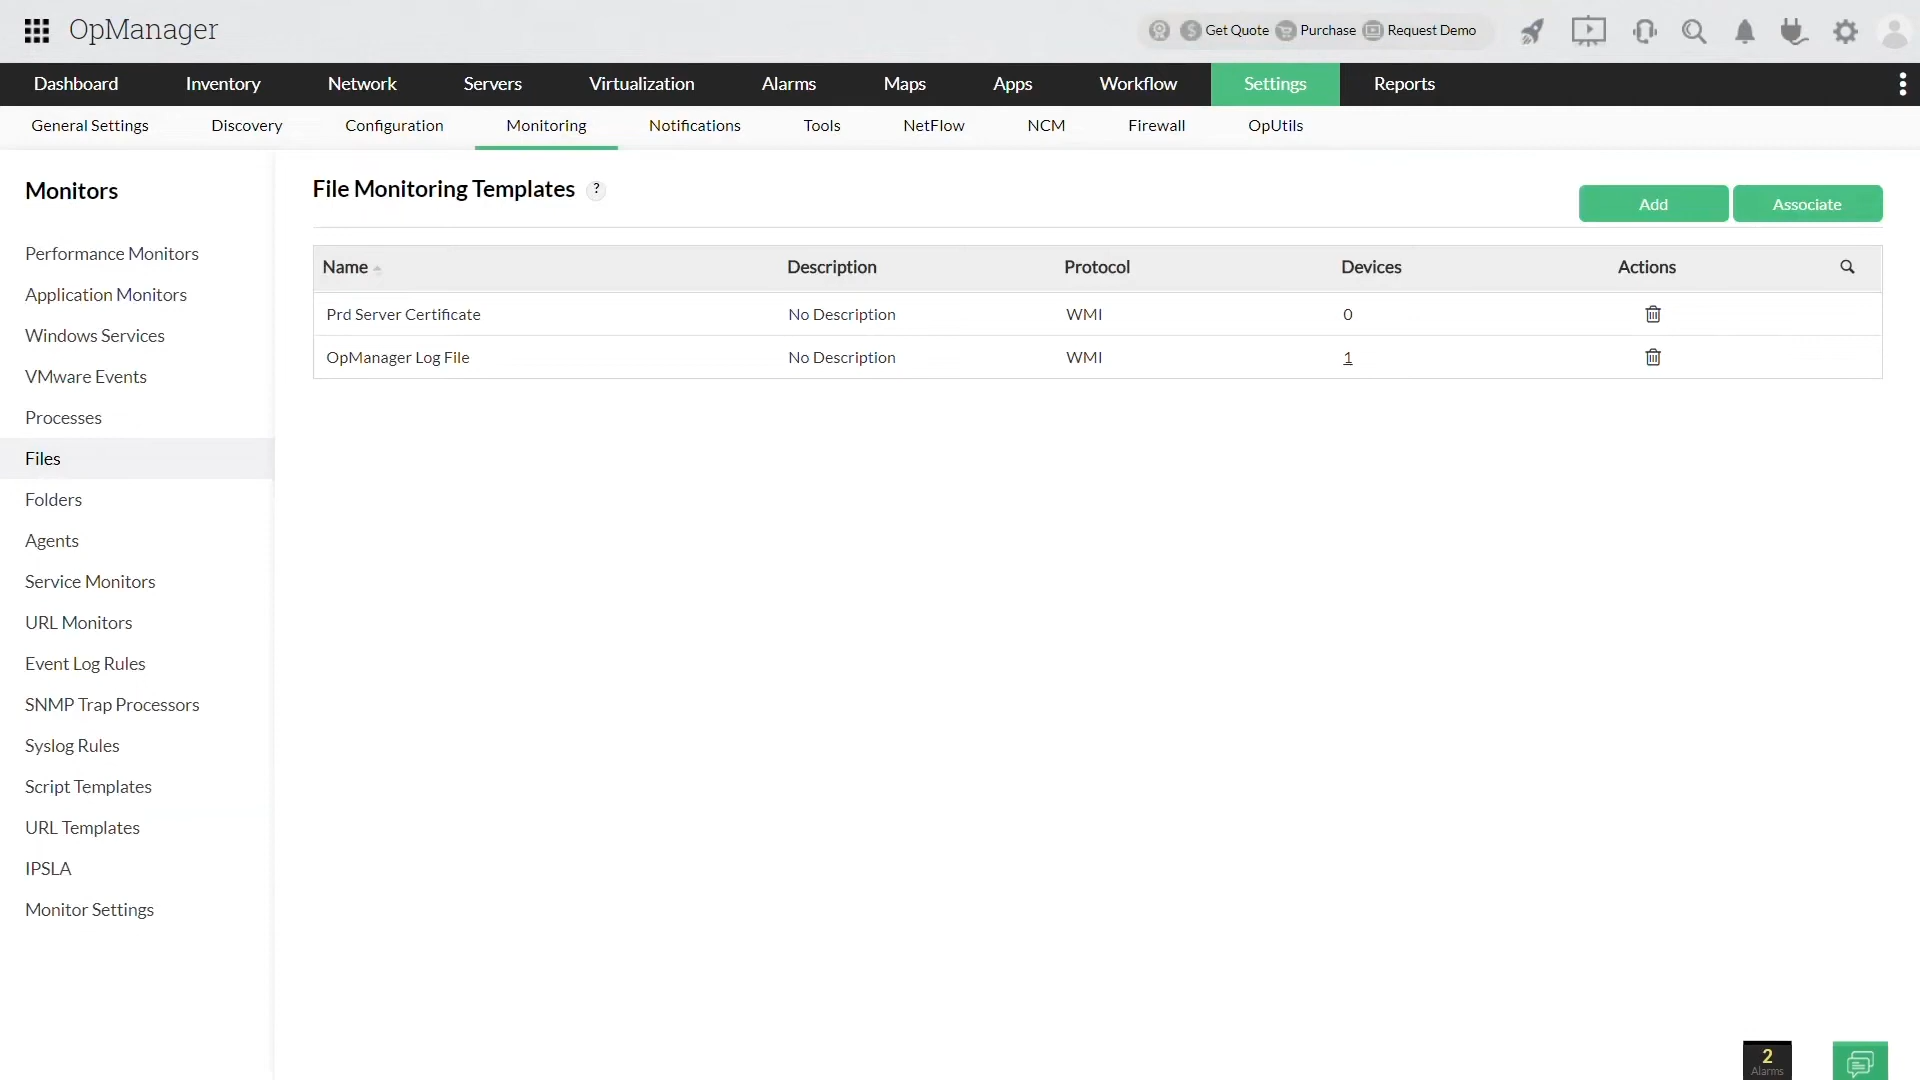 OpManager
Get Quote Purchase Request Demo
Dashboard Inventory Network Servers Virtualization Alarms Maps Apps Workflow Settings Reports
General Settings Discovery Configuration Monitoring Notifications Tools NetFlow NCM Firewall OpUtils
Monitors
Performance Monitors
Application Monitors
Windows Services
VMware Events
Processes
Files
Folders
Agents
Service Monitors
URL Monitors
Event Log Rules
SNMP Trap Processors
Syslog Rules
Script Templates
URL Templates
IPSLA
Monitor Settings
File Monitoring Templates ?
Add Associate
Name Description Protocol Devices Actions
Prd Server Certificate No Description WMI 0
OpManager Log File No Description WMI 1
2
Alarms